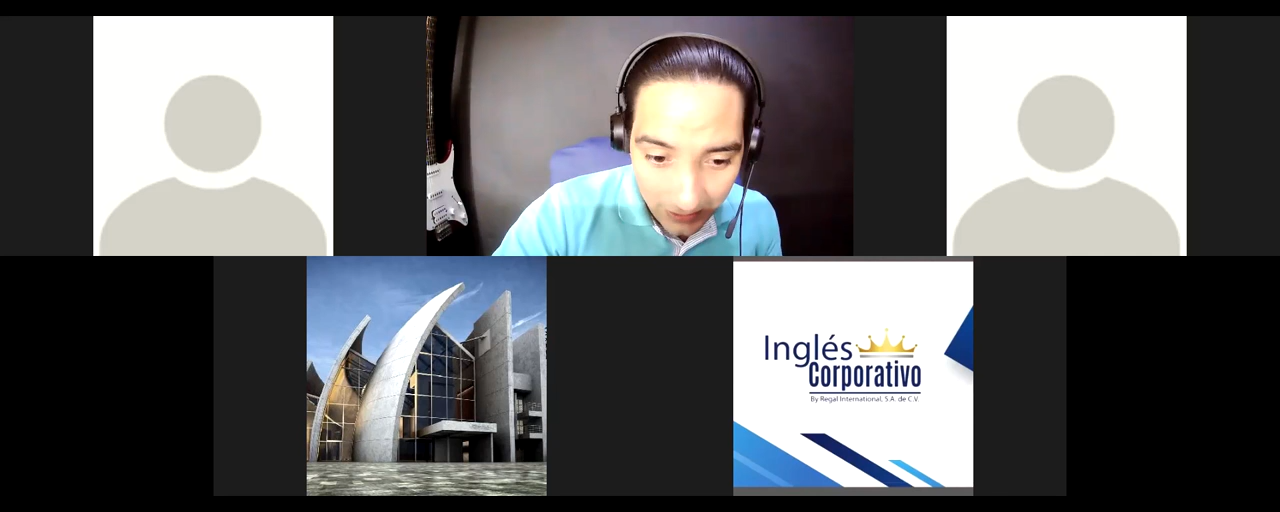 Inglés
Corporativo
By Regal International, S.A. de C.V.